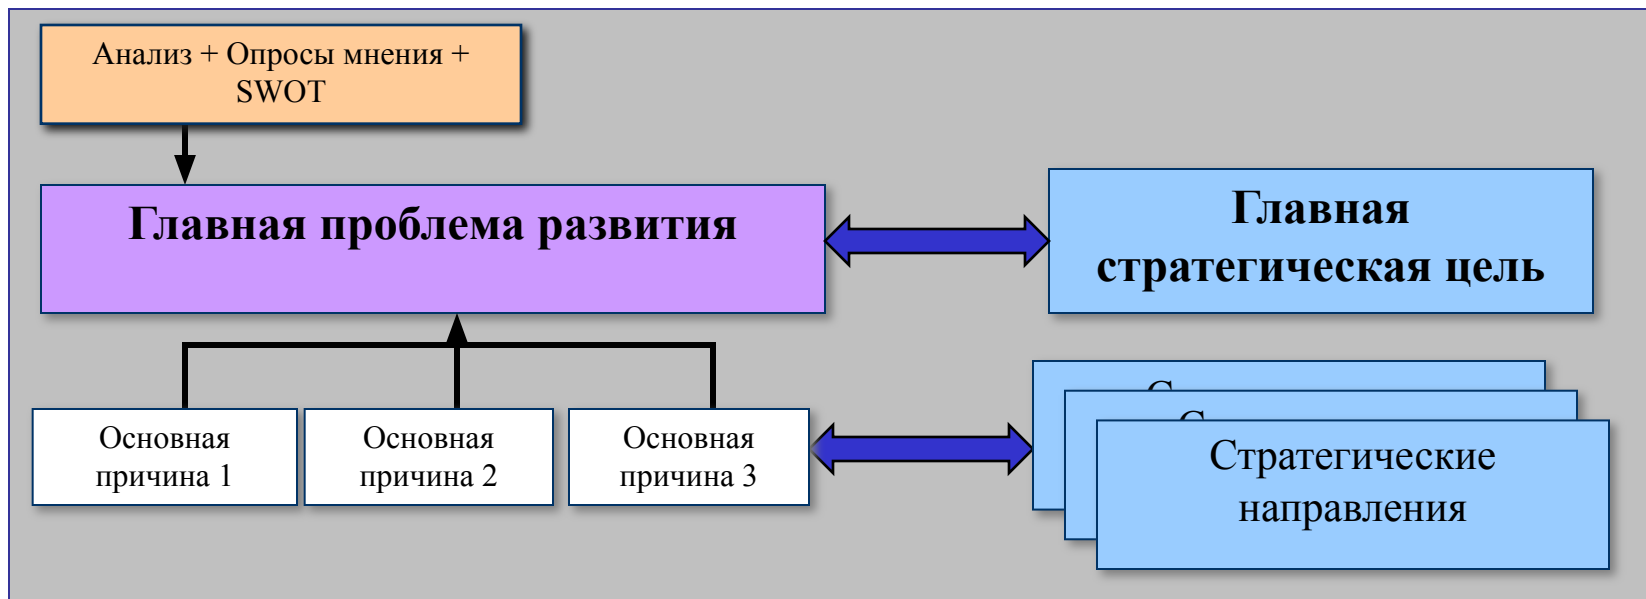 Анализ + Опросы мнения +
SWOT
Главная проблема развития
Главная
стратегическая цель
Основная
причина 1
Основная
причина 2
Основная
причина 3
Стратегические
направления